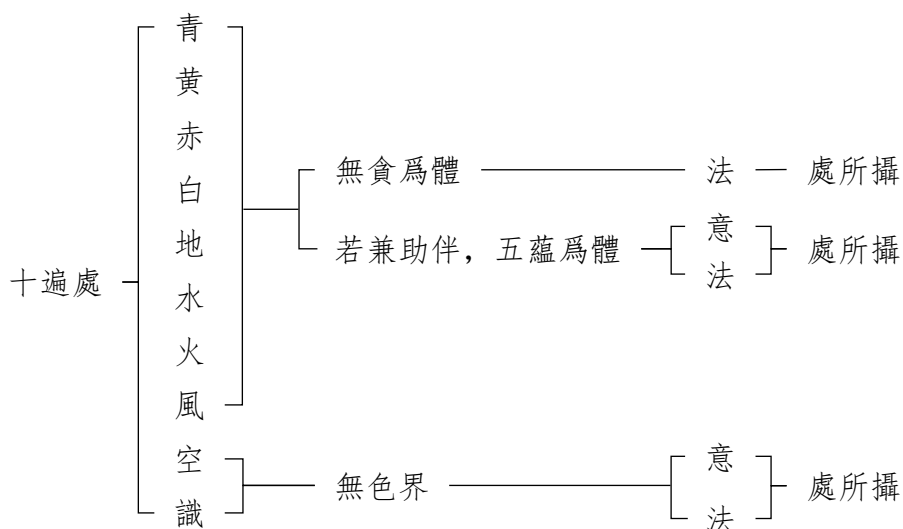 十遍處
青
黄
赤
白
地
水
火
風
空
識
無貪爲體
法
處所攝
若兼助伴，五蘊爲體
意
法
處所攝
無色界
意
法
處所攝